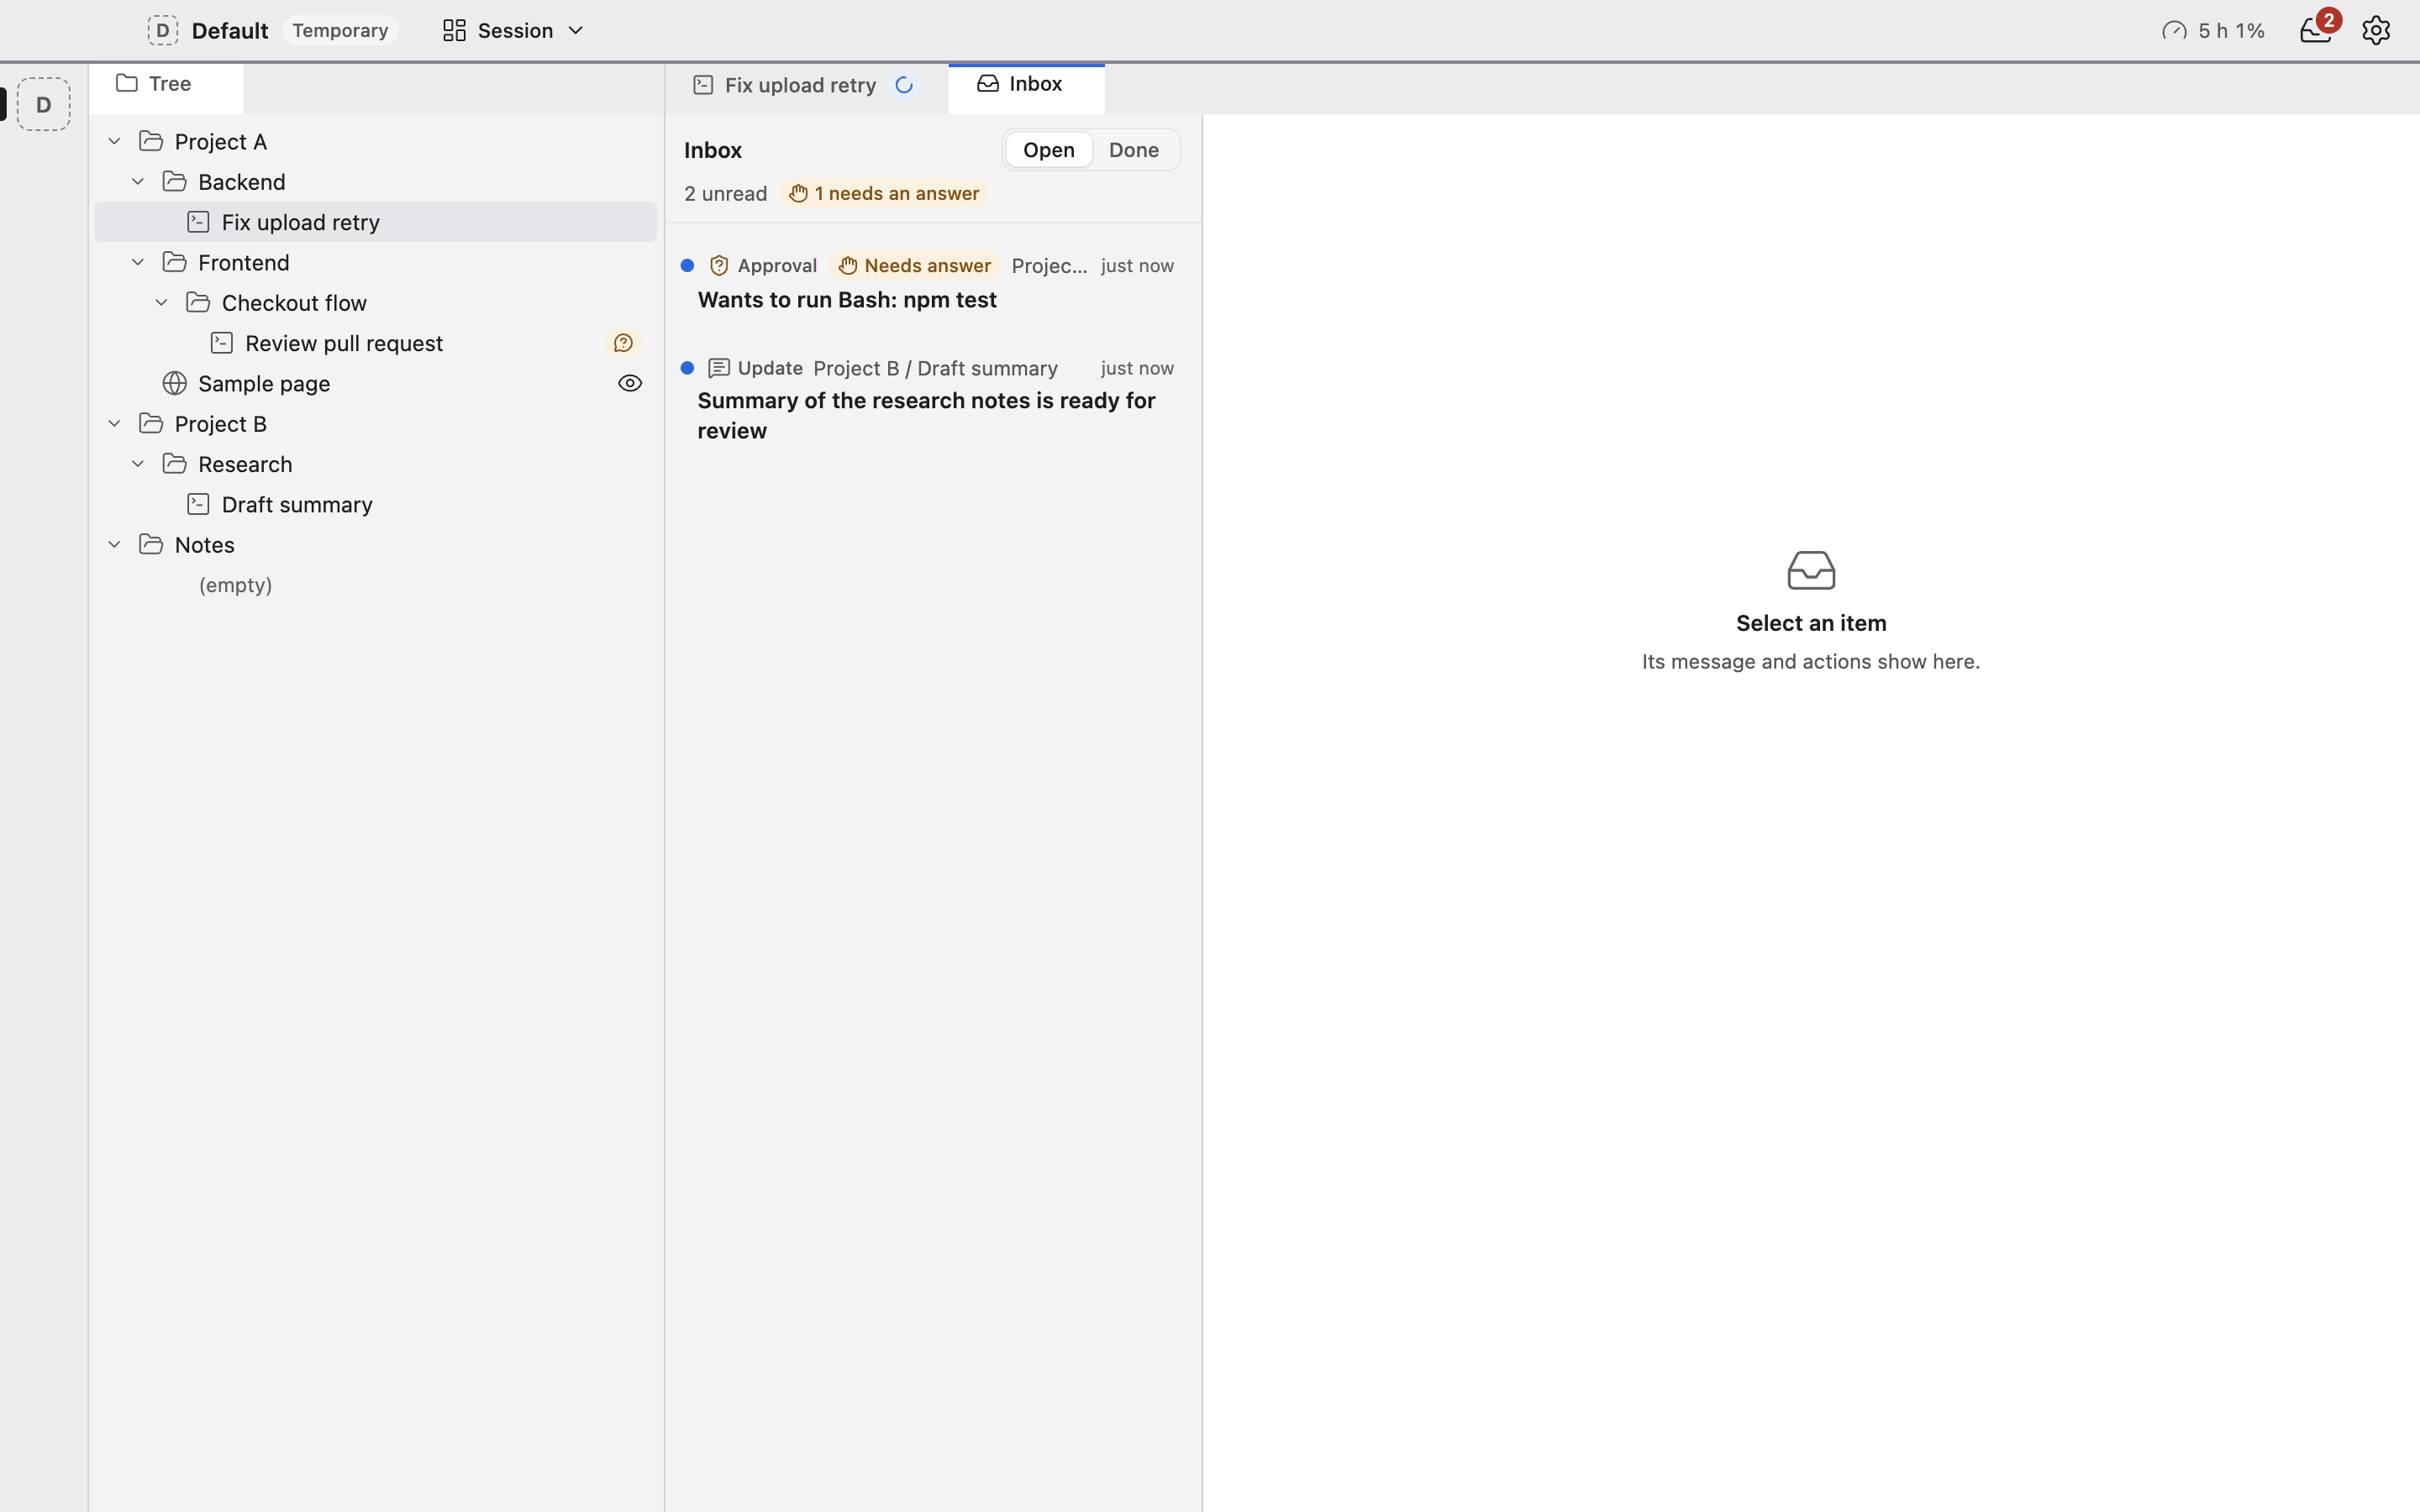 D Default Temporary Session 5 h 1% 2
D
Tree
Project A
Backend
Fix upload retry
Frontend
Checkout flow
Review pull request
Sample page
Project B
Research
Draft summary
Notes
(empty)
Fix upload retry Inbox
Inbox Open Done
2 unread 1 needs an answer
Approval Needs answer Projec... just now
Wants to run Bash: npm test
Update Project B / Draft summary just now
Summary of the research notes is ready for
review
Select an item
Its message and actions show here.